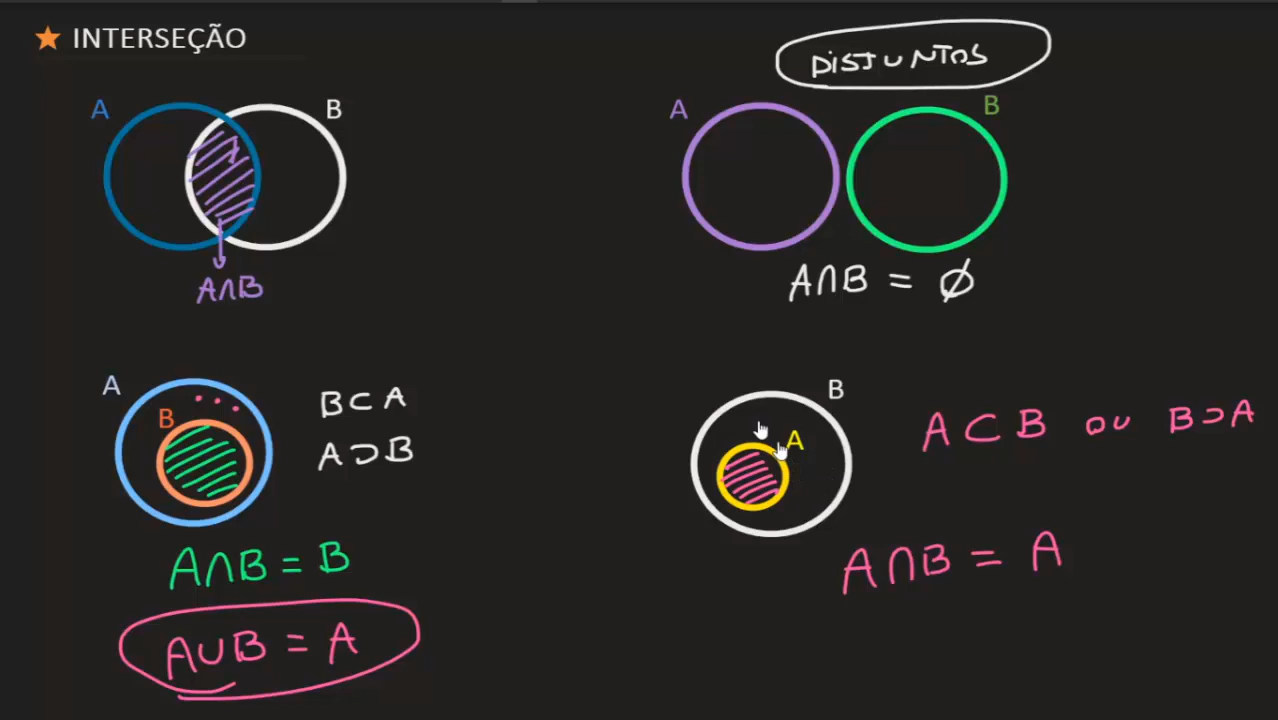 ★ INTERSEÇÃO
DISJUNTOS
A B
A B
A∩B
A∩B = ∅
A
B
B ⊂ A
A ⊃ B
B
A
A ⊂ B ou B ⊃ A
A∩B = B
A∩B = A
A∪B = A